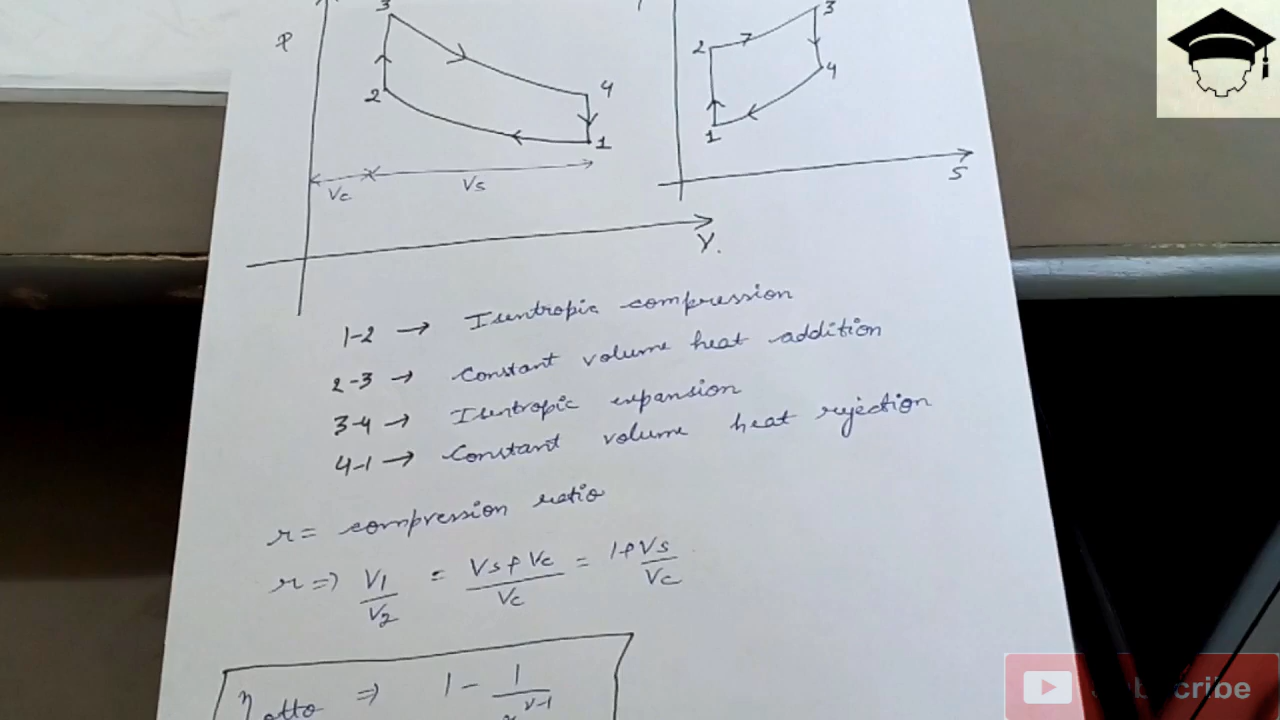 3
P
2
4
1
Vc
Vs
V.
3
2
4
1
S
1-2 → Isentropic compression
2-3 → Constant volume heat addition
3-4 → Isentropic expansion
4-1 → Constant volume heat rejection
r = compression ratio
r => V1/V2 = Vs+Vc/Vc = 1+Vs/Vc
η otto => 1 - 1/r^γ-1
Subscribe